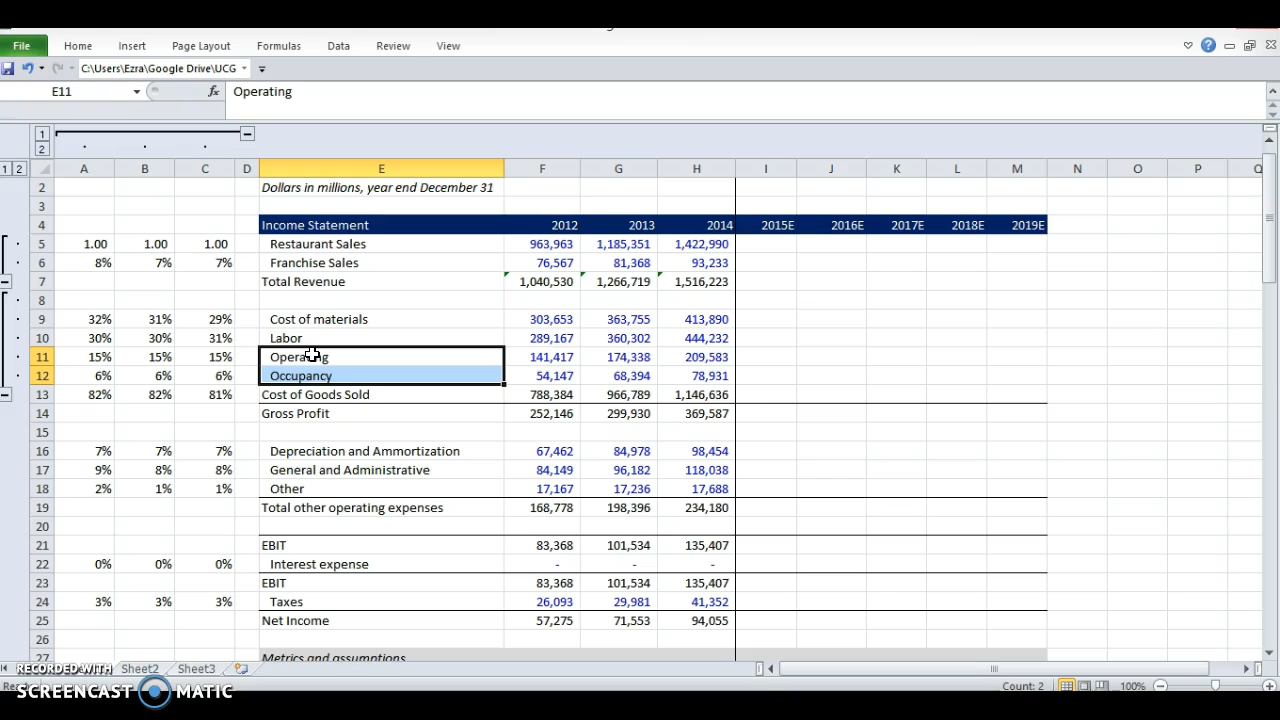 File Home Insert Page Layout Formulas Data Review View
C:\Users\Ezra\Google Drive\UCG
E11 fx Operating
1
2
1 2 A B C D E F G H I J K L M N O P Q
2 Dollars in millions, year end December 31
3
4 Income Statement 2012 2013 2014 2015E 2016E 2017E 2018E 2019E
5 1.00 1.00 1.00 Restaurant Sales 963,963 1,185,351 1,422,990
6 8% 7% 7% Franchise Sales 76,567 81,368 93,233
7 Total Revenue 1,040,530 1,266,719 1,516,223
8
9 32% 31% 29% Cost of materials 303,653 363,755 413,890
10 30% 30% 31% Labor 289,167 360,302 444,232
11 15% 15% 15% Operating 141,417 174,338 209,583
12 6% 6% 6% Occupancy 54,147 68,394 78,931
13 82% 82% 81% Cost of Goods Sold 788,384 966,789 1,146,636
14 Gross Profit 252,146 299,930 369,587
15
16 7% 7% 7% Depreciation and Ammortization 67,462 84,978 98,454
17 9% 8% 8% General and Administrative 84,149 96,182 118,038
18 2% 1% 1% Other 17,167 17,236 17,688
19 Total other operating expenses 168,778 198,396 234,180
20
21 EBIT 83,368 101,534 135,407
22 0% 0% 0% Interest expense - - -
23 EBIT 83,368 101,534 135,407
24 3% 3% 3% Taxes 26,093 29,981 41,352
25 Net Income 57,275 71,553 94,055
26
27 Metrics and assumptions
RECORDED WITH Sheet2 Sheet3
SCREENCAST MATIC Count: 2 100%